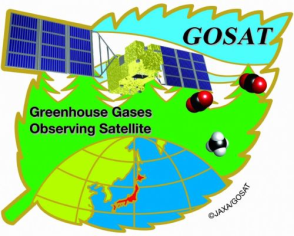 GOSAT
Greenhouse Gases
Observing Satellite
©JAXA/GOSAT